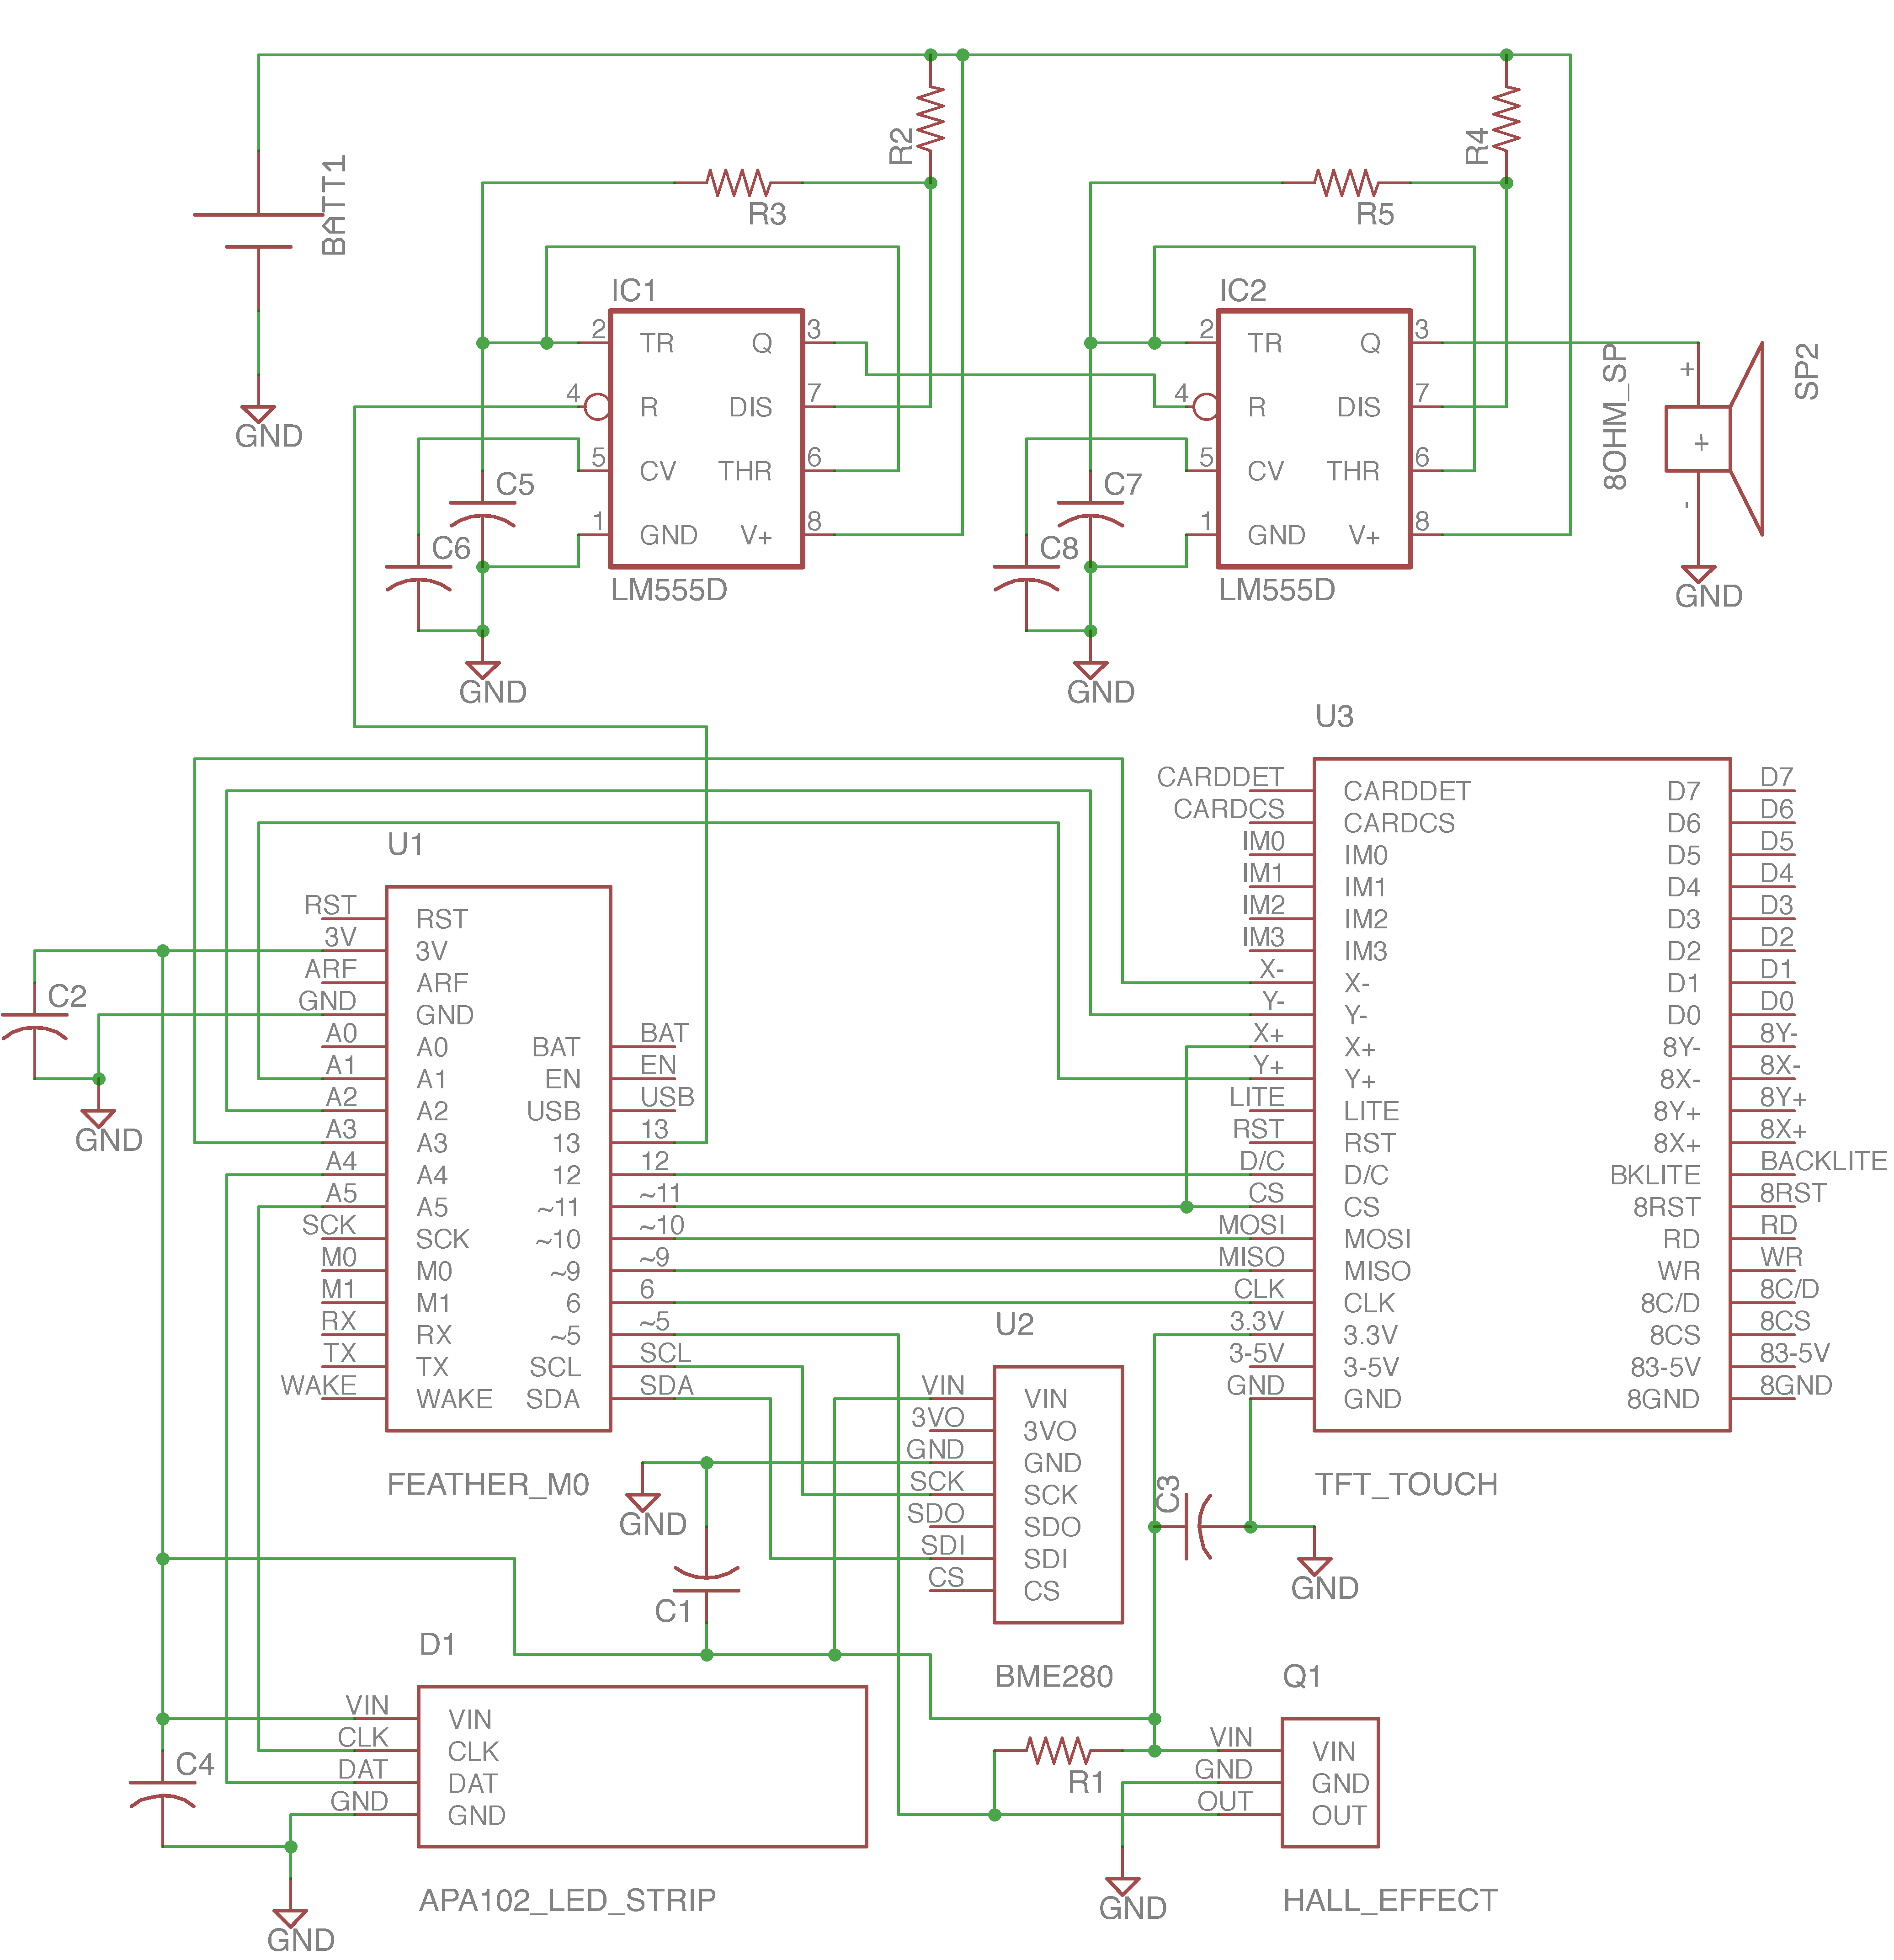 BATT1
GND
R2
R3
IC1
2 TR Q 3
4 R DIS 7
5 CV THR 6
1 GND V+ 8
LM555D
C5
C6
GND
R4
R5
IC2
2 TR Q 3
4 R DIS 7
5 CV THR 6
1 GND V+ 8
LM555D
C7
C8
GND
8OHM_SP
SP2
+
+
-
GND
U1
RST RST
3V 3V
ARF ARF
GND GND
A0 A0 BAT BAT
A1 A1 EN EN
A2 A2 USB USB
A3 A3 13 13
A4 A4 12 12
A5 A5 ~11 ~11
SCK SCK ~10 ~10
M0 M0 ~9 ~9
M1 M1 6 6
RX RX ~5 ~5
TX TX SCL SCL
WAKE WAKE SDA SDA
FEATHER_M0
C2
GND
U3
CARDDET CARDDET D7 D7
CARDCS CARDCS D6 D6
IM0 IM0 D5 D5
IM1 IM1 D4 D4
IM2 IM2 D3 D3
IM3 IM3 D2 D2
X- X- D1 D1
Y- Y- D0 D0
X+ X+ 8Y- 8Y-
Y+ Y+ 8X- 8X-
LITE LITE 8Y+ 8Y+
RST RST 8X+ 8X+
D/C D/C BKLITE BACKLITE
CS CS 8RST 8RST
MOSI MOSI RD RD
MISO MISO WR WR
CLK CLK 8C/D 8C/D
3.3V 3.3V 8CS 8CS
3-5V 3-5V 83-5V 83-5V
GND GND 8GND 8GND
TFT_TOUCH
U2
VIN VIN
3VO 3VO
GND GND
SCK SCK
SDO SDO
SDI SDI
CS CS
BME280
GND
C1
C3
GND
D1
VIN VIN
CLK CLK
DAT DAT
GND GND
APA102_LED_STRIP
C4
GND
R1
Q1
VIN VIN
GND GND
OUT OUT
HALL_EFFECT
GND